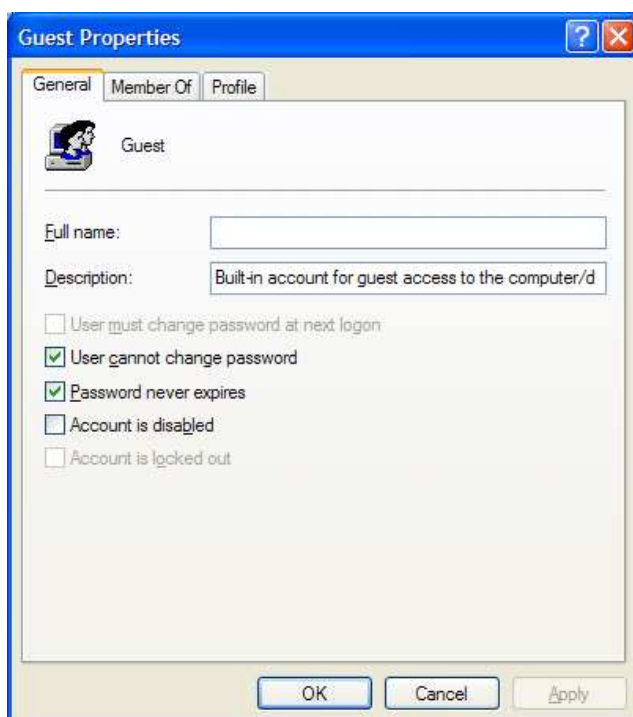 Guest Properties
General Member Of Profile
Guest
Full name:
Description: Built-in account for guest access to the computer/d
User must change password at next logon
User cannot change password
Password never expires
Account is disabled
Account is locked out
OK Cancel Apply